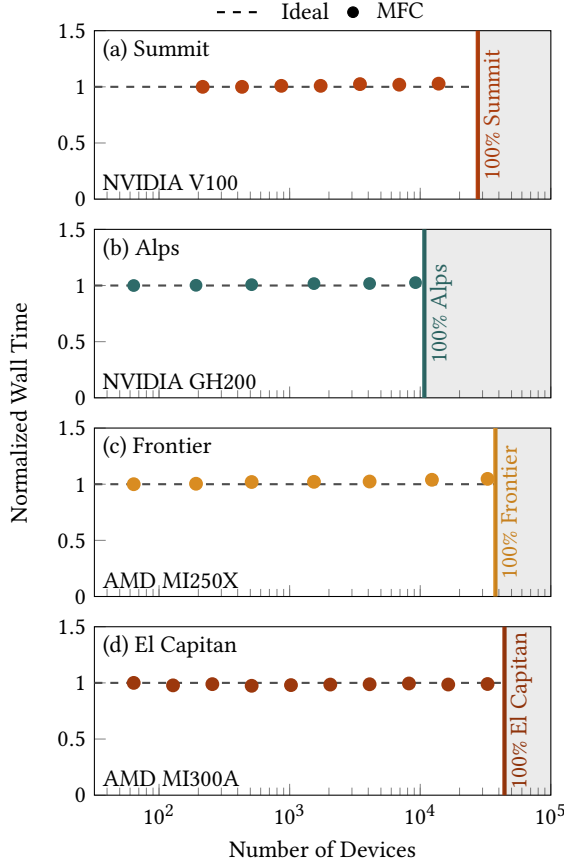 Ideal MFC
1.5
(a) Summit
1
0.5
NVIDIA V100
0
100% Summit
1.5
(b) Alps
1
0.5
NVIDIA GH200
0
100% Alps
Normalized Wall Time
1.5
(c) Frontier
1
0.5
AMD MI250X
0
100% Frontier
1.5
(d) El Capitan
1
0.5
AMD MI300A
0
100% El Capitan
10² 10³ 10⁴ 10⁵
Number of Devices